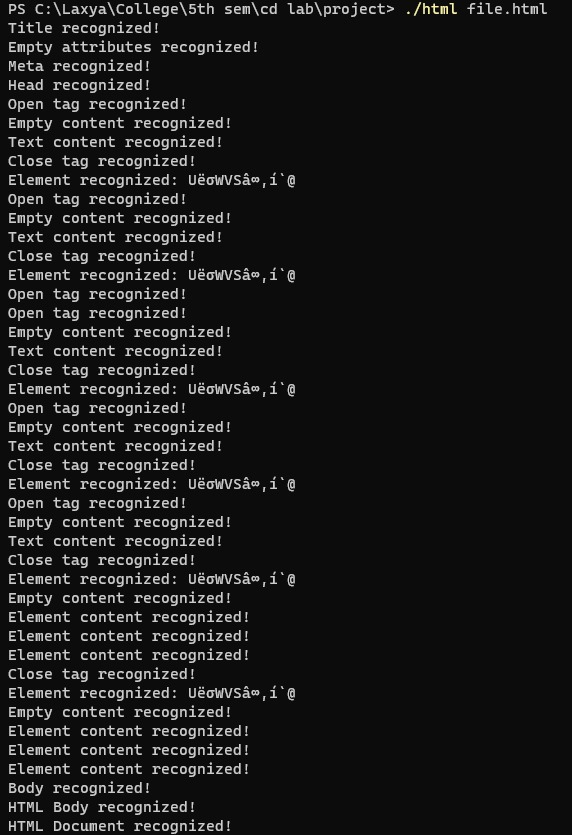 PS C:\Laxya\College\5th sem\cd lab\project> ./html file.html
Title recognized!
Empty attributes recognized!
Meta recognized!
Head recognized!
Open tag recognized!
Empty content recognized!
Text content recognized!
Close tag recognized!
Element recognized: UëσWVSâ∞,í`@
Open tag recognized!
Empty content recognized!
Text content recognized!
Close tag recognized!
Element recognized: UëσWVSâ∞,í`@
Open tag recognized!
Open tag recognized!
Empty content recognized!
Text content recognized!
Close tag recognized!
Element recognized: UëσWVSâ∞,í`@
Open tag recognized!
Empty content recognized!
Text content recognized!
Close tag recognized!
Element recognized: UëσWVSâ∞,í`@
Open tag recognized!
Empty content recognized!
Text content recognized!
Close tag recognized!
Element recognized: UëσWVSâ∞,í`@
Empty content recognized!
Element content recognized!
Element content recognized!
Element content recognized!
Close tag recognized!
Element recognized: UëσWVSâ∞,í`@
Empty content recognized!
Element content recognized!
Element content recognized!
Element content recognized!
Body recognized!
HTML Body recognized!
HTML Document recognized!